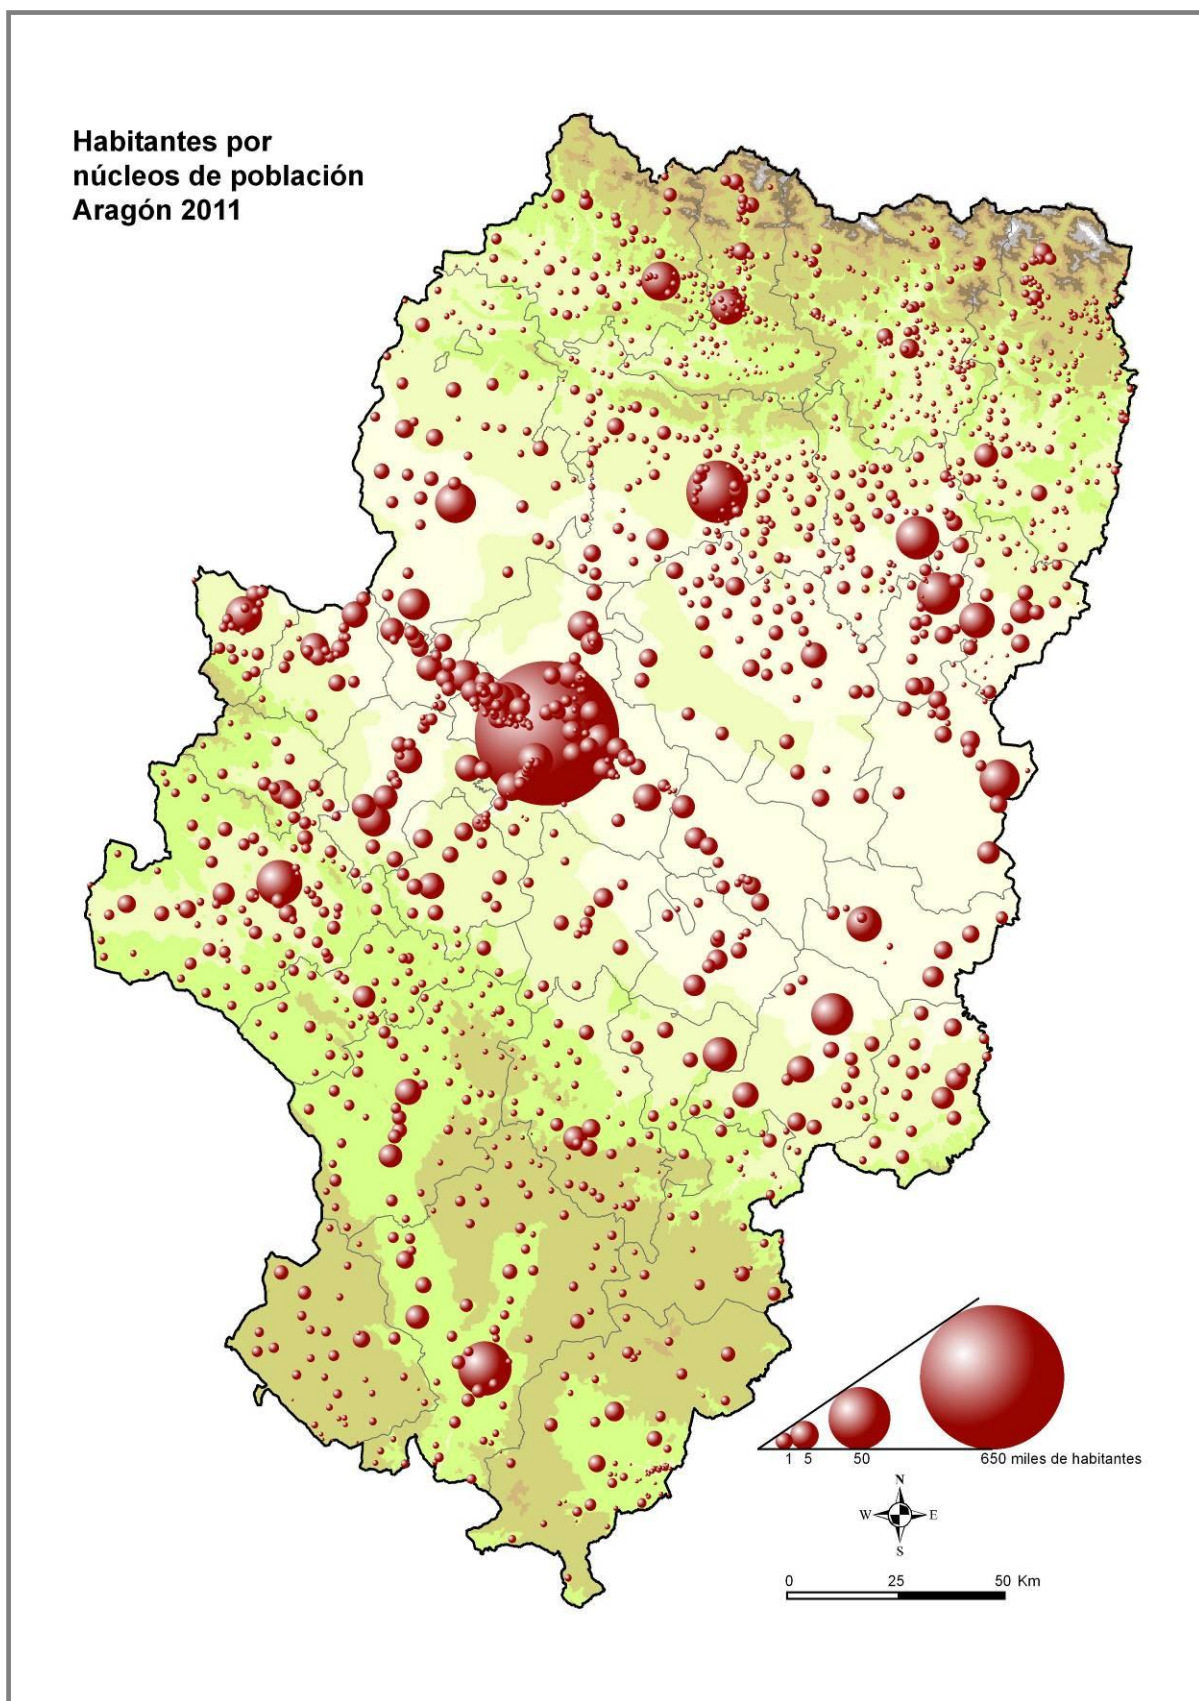 Habitantes por
núcleos de población
Aragón 2011
1 5 50 650 miles de habitantes
N
W E
S
0 25 50 Km